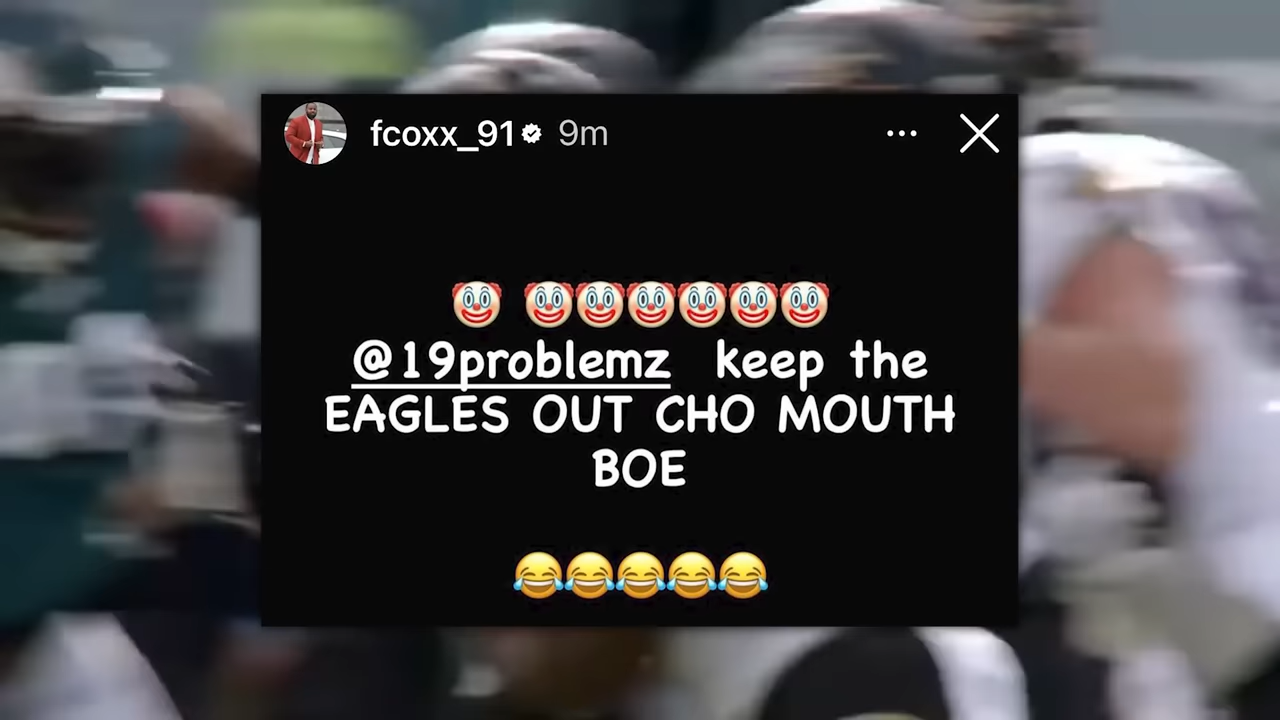 fcoxx_91 9m
🤡 🤡🤡🤡🤡🤡🤡
@19problemz keep the
EAGLES OUT CHO MOUTH
BOE
😂😂😂😂😂